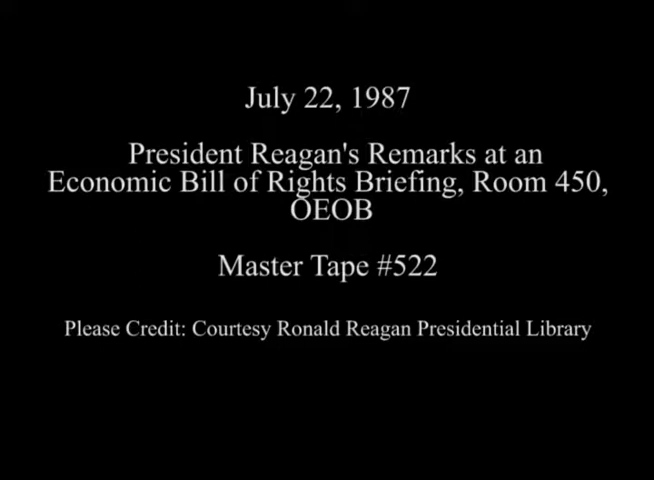 July 22, 1987
President Reagan's Remarks at an
Economic Bill of Rights Briefing, Room 450,
OEOB
Master Tape #522
Please Credit: Courtesy Ronald Reagan Presidential Library